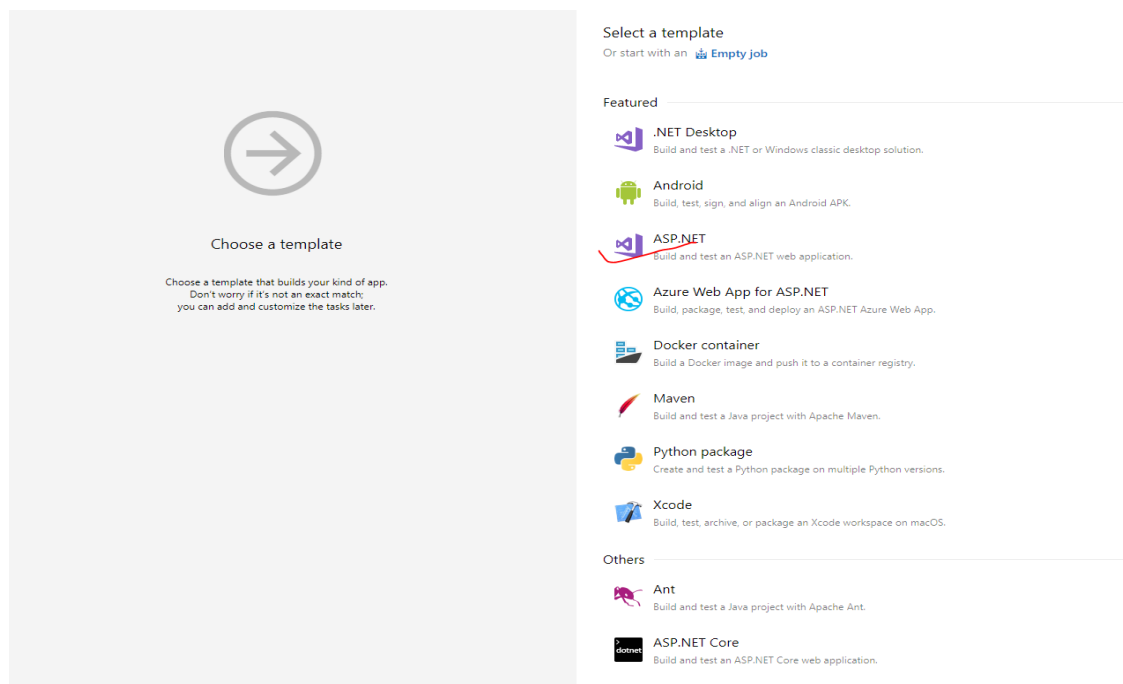 Choose a template
Choose a template that builds your kind of app.
Don't worry if it's not an exact match;
you can add and customize the tasks later.
Select a template
Or start with an Empty job
Featured
.NET Desktop
Build and test a .NET or Windows classic desktop solution.
Android
Build, test, sign, and align an Android APK.
ASP.NET
Build and test an ASP.NET web application.
Azure Web App for ASP.NET
Build, package, test, and deploy an ASP.NET Azure Web App.
Docker container
Build a Docker image and push it to a container registry.
Maven
Build and test a Java project with Apache Maven.
Python package
Create and test a Python package on multiple Python versions.
Xcode
Build, test, archive, or package an Xcode workspace on macOS.
Others
Ant
Build and test a Java project with Apache Ant.
>
dotnet
ASP.NET Core
Build and test an ASP.NET Core web application.